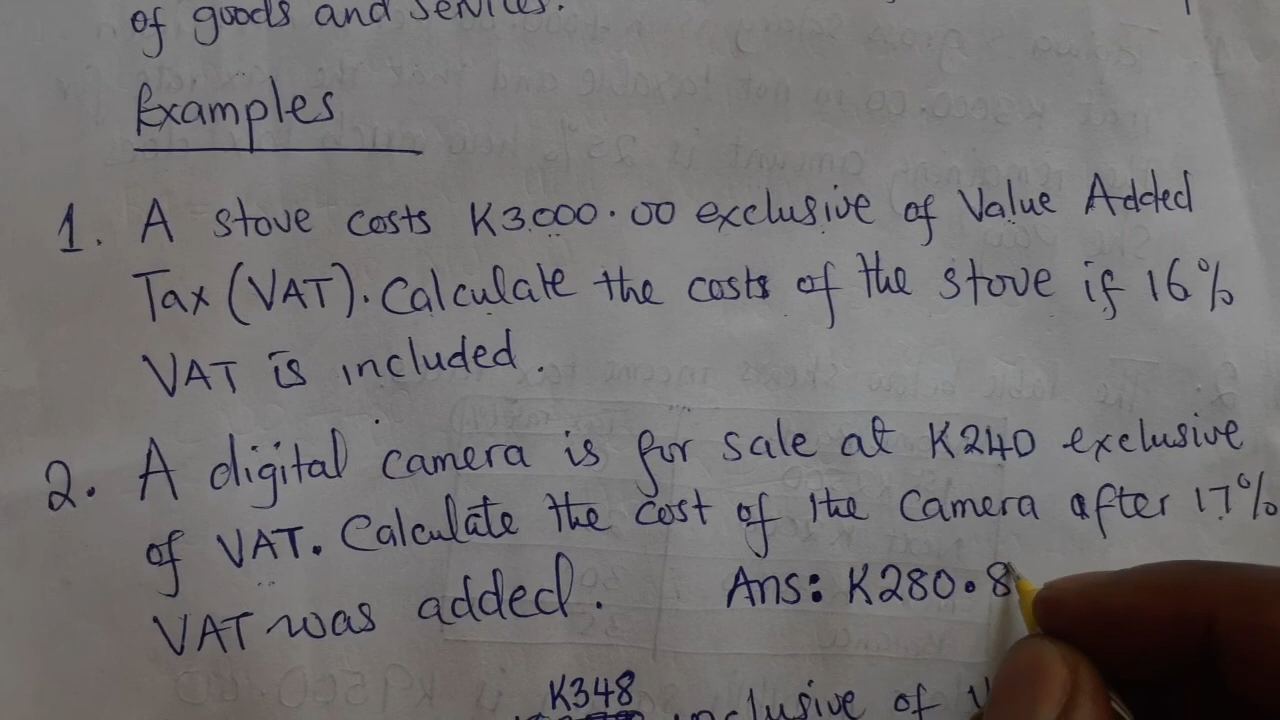 of goods and services.
Examples
1. A stove costs K3000.00 exclusive of Value Added
Tax (VAT). Calculate the costs of the stove if 16%
VAT is included.
2. A digital camera is for sale at K240 exclusive
of VAT. Calculate the cost of the camera after 17%
VAT was added. Ans: K280.8
K348
inclusive of